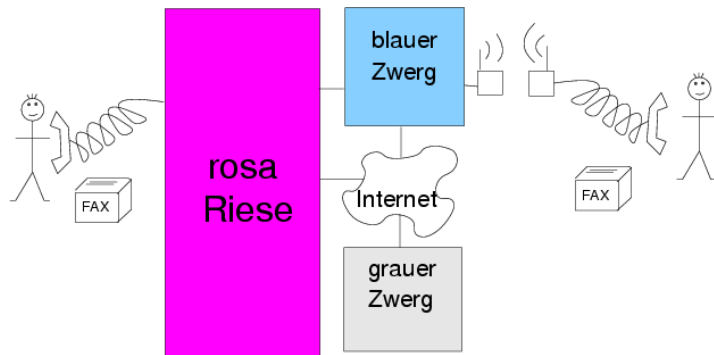 blauer
Zwerg
rosa
Riese
Internet
FAX
FAX
grauer
Zwerg